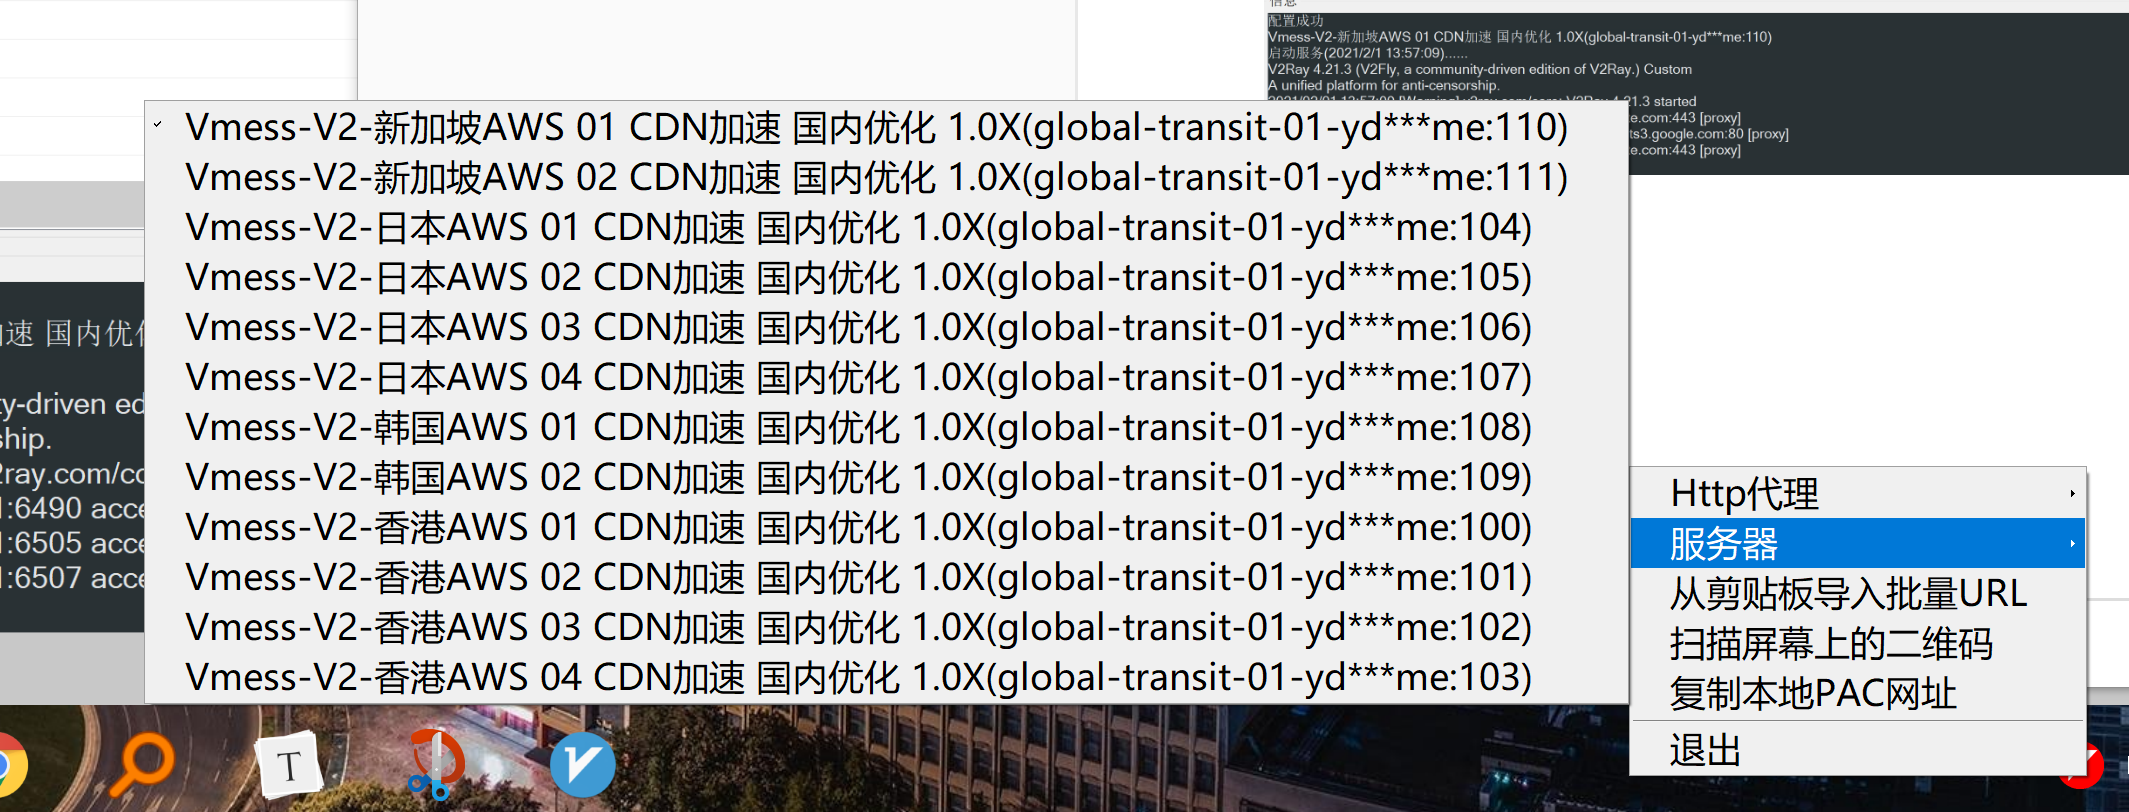 信息
配置成功
Vmess-V2-新加坡AWS 01 CDN加速 国内优化 1.0X(global-transit-01-yd***me:110)
启动服务(2021/2/1 13:57:09)......
V2Ray 4.21.3 (V2Fly, a community-driven edition of V2Ray.) Custom
A unified platform for anti-censorship.
2021/02/01 13:57:09 [Warning] v2ray.com/core: V2Ray 4.21.3 started
e.com:443 [proxy]
ts3.google.com:80 [proxy]
e.com:443 [proxy]
Vmess-V2-新加坡AWS 01 CDN加速 国内优化 1.0X(global-transit-01-yd***me:110)
Vmess-V2-新加坡AWS 02 CDN加速 国内优化 1.0X(global-transit-01-yd***me:111)
Vmess-V2-日本AWS 01 CDN加速 国内优化 1.0X(global-transit-01-yd***me:104)
Vmess-V2-日本AWS 02 CDN加速 国内优化 1.0X(global-transit-01-yd***me:105)
Vmess-V2-日本AWS 03 CDN加速 国内优化 1.0X(global-transit-01-yd***me:106)
Vmess-V2-日本AWS 04 CDN加速 国内优化 1.0X(global-transit-01-yd***me:107)
Vmess-V2-韩国AWS 01 CDN加速 国内优化 1.0X(global-transit-01-yd***me:108)
Vmess-V2-韩国AWS 02 CDN加速 国内优化 1.0X(global-transit-01-yd***me:109)
Vmess-V2-香港AWS 01 CDN加速 国内优化 1.0X(global-transit-01-yd***me:100)
Vmess-V2-香港AWS 02 CDN加速 国内优化 1.0X(global-transit-01-yd***me:101)
Vmess-V2-香港AWS 03 CDN加速 国内优化 1.0X(global-transit-01-yd***me:102)
Vmess-V2-香港AWS 04 CDN加速 国内优化 1.0X(global-transit-01-yd***me:103)
速 国内优化
ty-driven ed
ship.
2ray.com/co
1:6490 acce
1:6505 acce
1:6507 acce
Http代理
服务器
从剪贴板导入批量URL
扫描屏幕上的二维码
复制本地PAC网址
退出
T